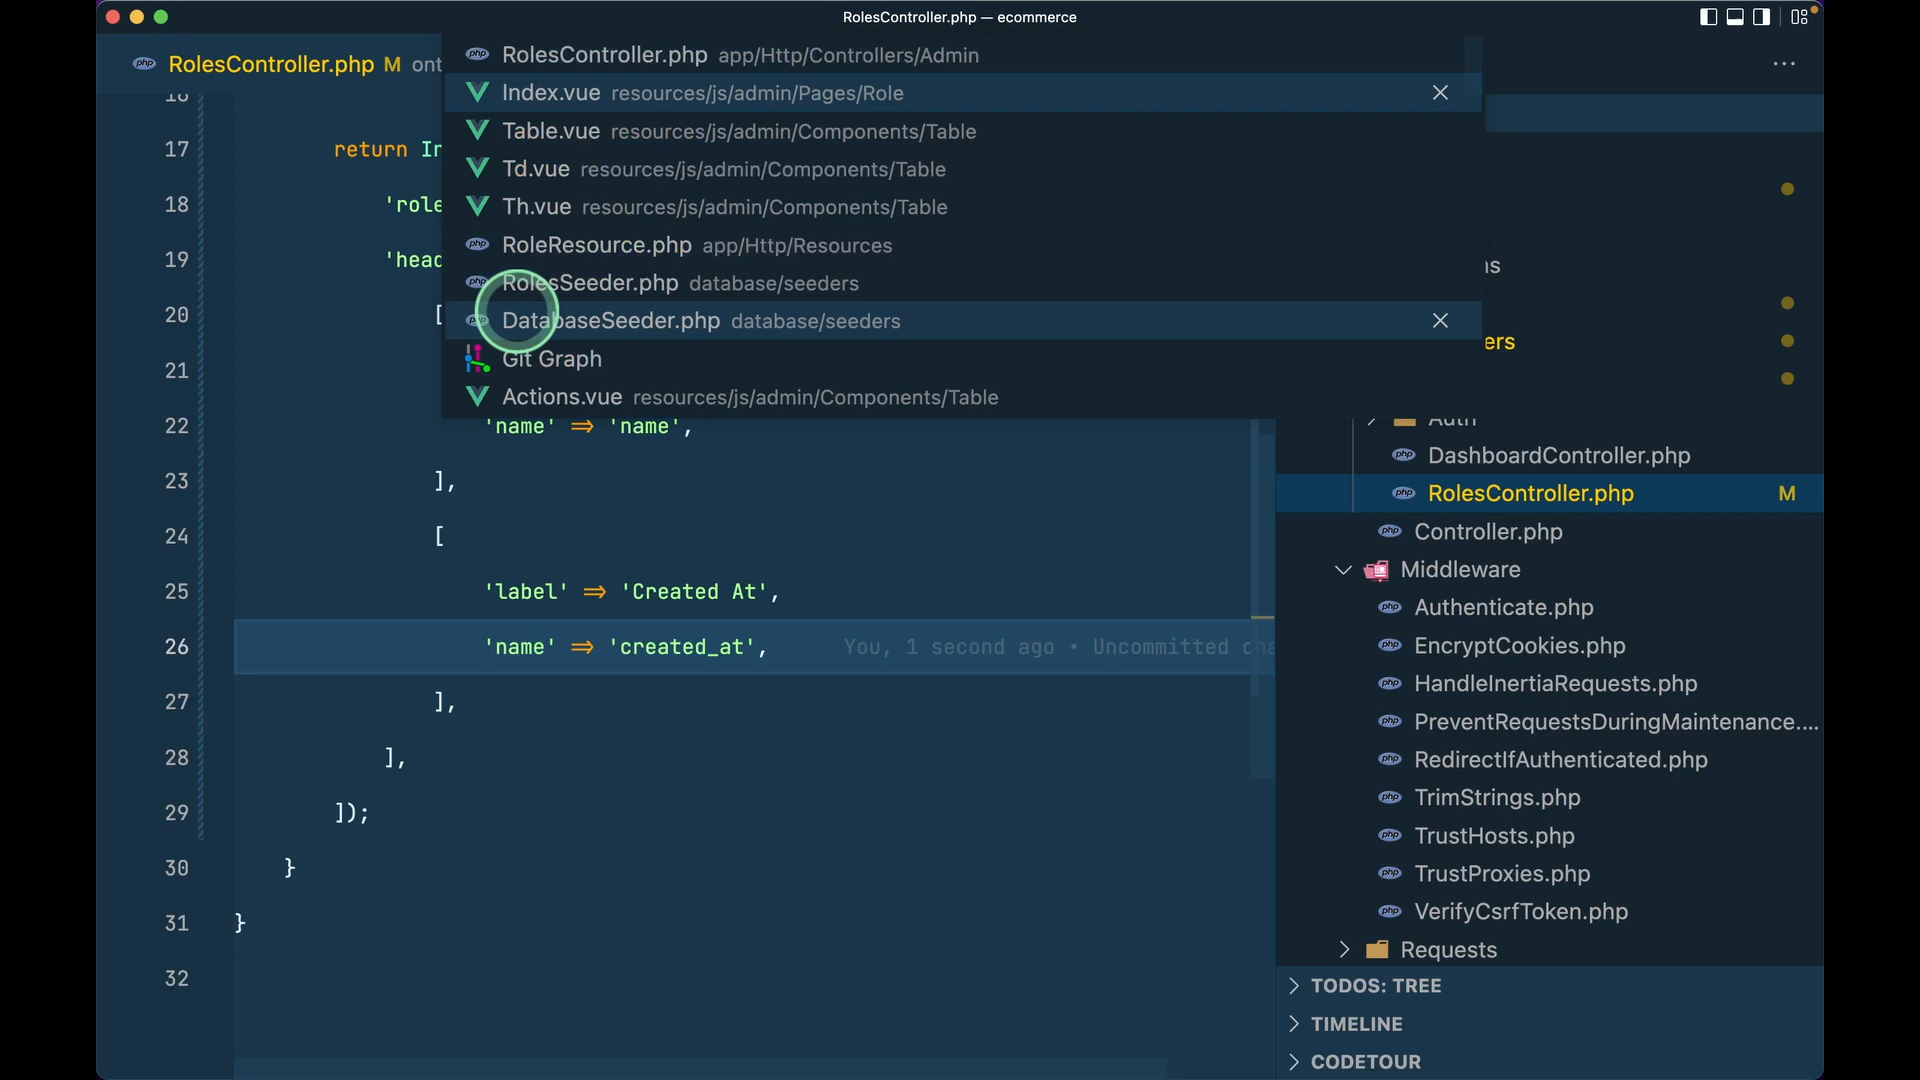 RolesController.php — ecommerce
RolesController.php M ont
RolesController.php app/Http/Controllers/Admin
Index.vue resources/js/admin/Pages/Role
Table.vue resources/js/admin/Components/Table
Td.vue resources/js/admin/Components/Table
Th.vue resources/js/admin/Components/Table
RoleResource.php app/Http/Resources
RolesSeeder.php database/seeders
DatabaseSeeder.php database/seeders
Git Graph
Actions.vue resources/js/admin/Components/Table
17 return In
18 'role
19 'head
20 [
21
22 'name' => 'name',
23 ],
24 [
25 'label' => 'Created At',
26 'name' => 'created_at', You, 1 second ago • Uncommitted cha
27 ],
28 ],
29 ]);
30 }
31 }
32
ns
ers
Auth
DashboardController.php
RolesController.php M
Controller.php
Middleware
Authenticate.php
EncryptCookies.php
HandleInertiaRequests.php
PreventRequestsDuringMaintenance....
RedirectIfAuthenticated.php
TrimStrings.php
TrustHosts.php
TrustProxies.php
VerifyCsrfToken.php
Requests
TODOS: TREE
TIMELINE
CODETOUR